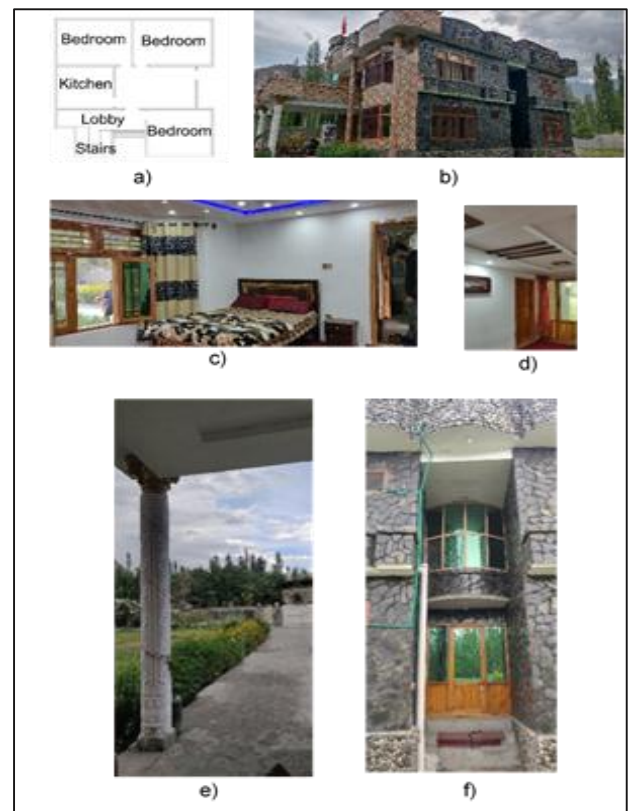 Bedroom Bedroom
Kitchen
Lobby
Bedroom
Stairs
a)
b)
c)
d)
e)
f)